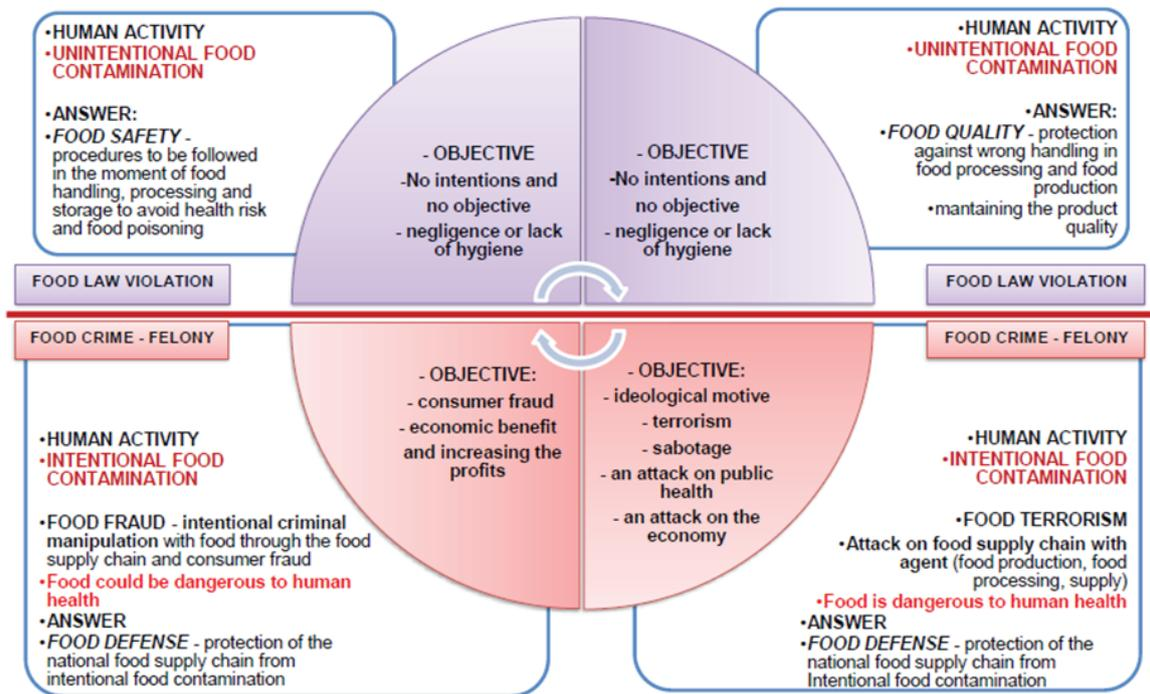 •HUMAN ACTIVITY
•UNINTENTIONAL FOOD
CONTAMINATION
•ANSWER:
•FOOD SAFETY -
procedures to be followed
in the moment of food
handling, processing and
storage to avoid health risk
and food poisoning
- OBJECTIVE
-No intentions and
no objective
- negligence or lack
of hygiene
- OBJECTIVE
-No intentions and
no objective
- negligence or lack
of hygiene
•HUMAN ACTIVITY
•UNINTENTIONAL FOOD
CONTAMINATION
•ANSWER:
•FOOD QUALITY - protection
against wrong handling in
food processing and food
production
•mantaining the product
quality
FOOD LAW VIOLATION
FOOD LAW VIOLATION
FOOD CRIME - FELONY
FOOD CRIME - FELONY
•HUMAN ACTIVITY
•INTENTIONAL FOOD
CONTAMINATION
•FOOD FRAUD - intentional criminal
manipulation with food through the food
supply chain and consumer fraud
•Food could be dangerous to human
health
•ANSWER
•FOOD DEFENSE - protection of the
national food supply chain from
intentional food contamination
- OBJECTIVE:
- consumer fraud
- economic benefit
and increasing the
profits
- OBJECTIVE:
- ideological motive
- terrorism
- sabotage
- an attack on public
health
- an attack on the
economy
•HUMAN ACTIVITY
•INTENTIONAL FOOD
CONTAMINATION
•FOOD TERRORISM
•Attack on food supply chain with
agent (food production, food
processing, supply)
•Food is dangerous to human health
•ANSWER
•FOOD DEFENSE - protection of the
national food supply chain from
Intentional food contamination